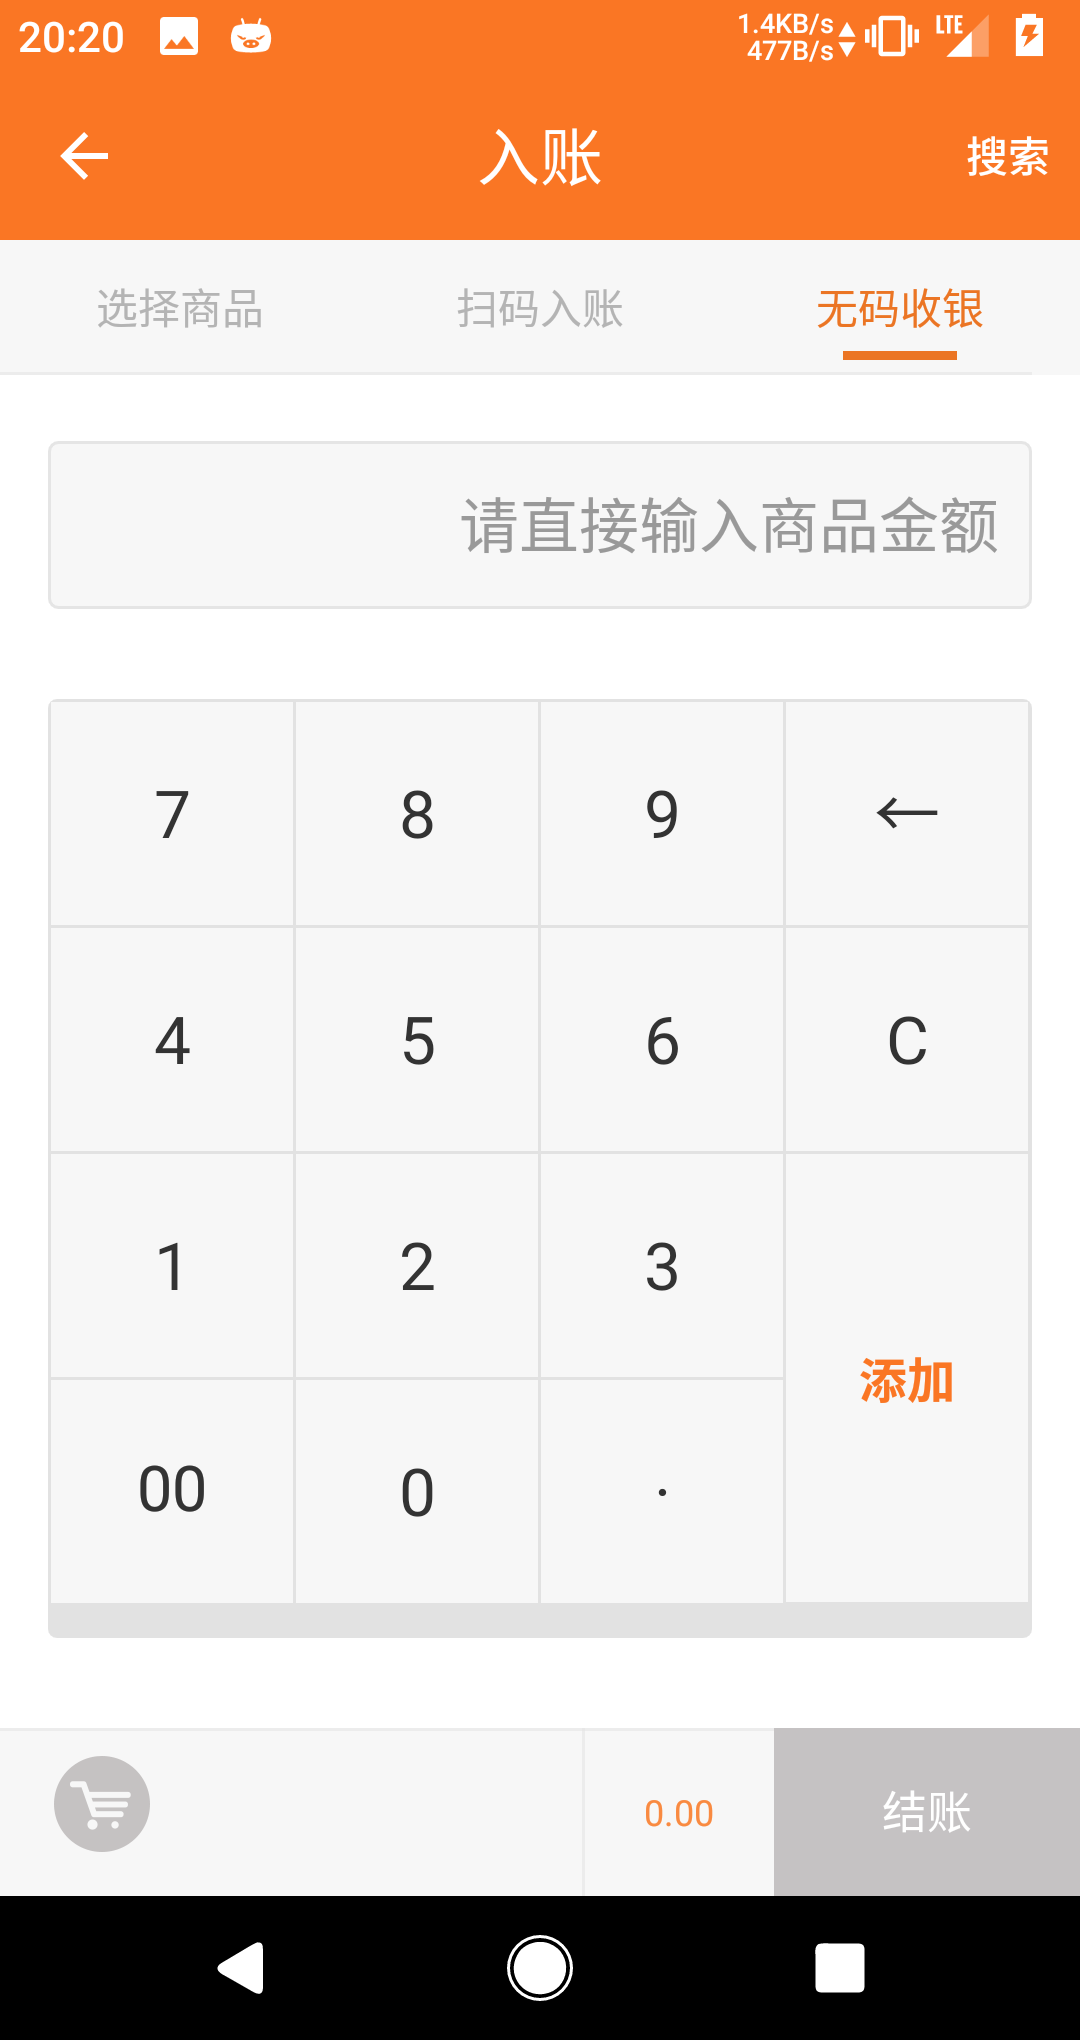 20:20
1.4KB/s
477B/s
LTE
入账
搜索
选择商品 扫码入账 无码收银
请直接输入商品金额
7 8 9 ←
4 5 6 C
1 2 3
添加
00 0 .
0.00
结账